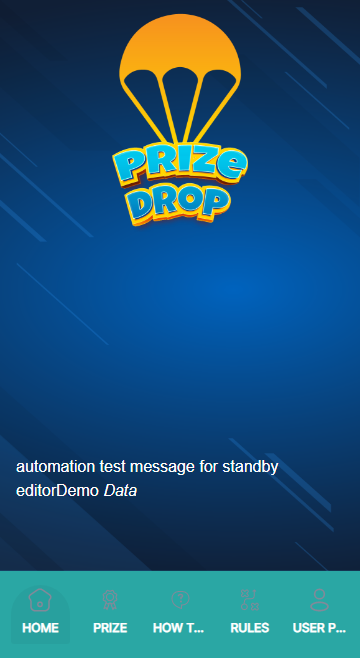 PRIZE
DROP
automation test message for standby
editorDemo Data
HOME PRIZE HOW T... RULES USER P...